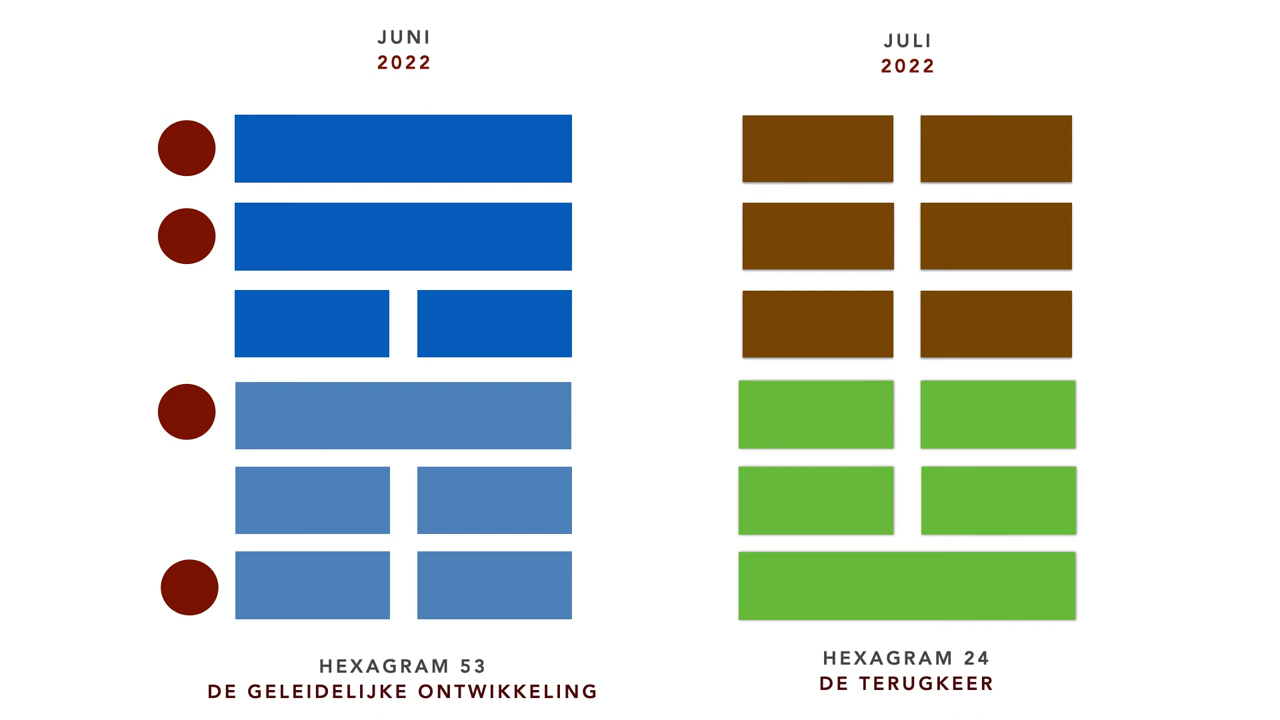 JUNI
2022
HEXAGRAM 53
DE GELEIDELIJKE ONTWIKKELING
JULI
2022
HEXAGRAM 24
DE TERUGKEER